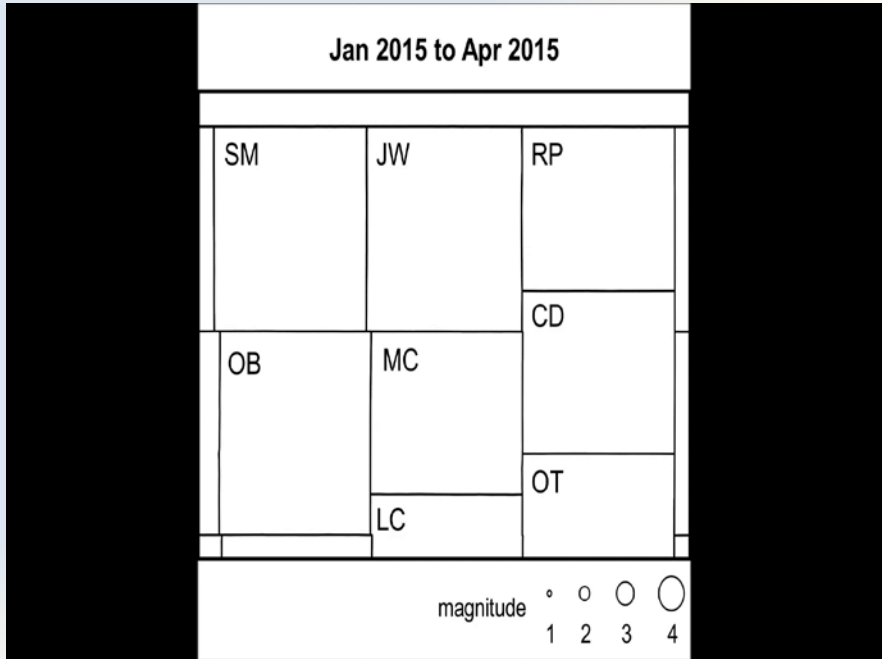 Jan 2015 to Apr 2015
SM JW RP
CD
OB MC
OT
LC
magnitude
1 2 3 4